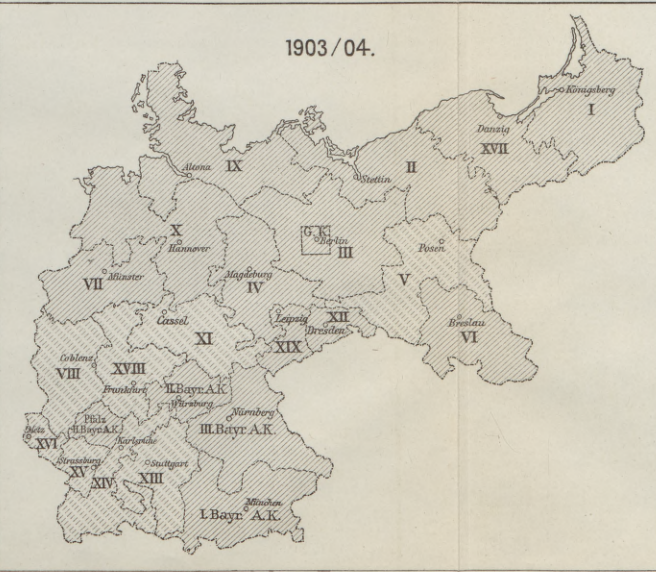 1903/04.
Königsberg
I
Danzig
XVII
Altona
IX
II
Stettin
X
Hannover
G.K.
Berlin
III
Posen
V
VII
Münster
Magdeburg
IV
Cassel
XI
Leipzig
XII
Dresden
XIX
Breslau
VI
Coblenz
VIII
XVIII
Frankfurt
II.Bayr.A.K.
Würzburg
Nürnberg
III.Bayr.A.K.
Metz
XVI
Pfalz
II.Bayr.A.K.
Karlsruhe
Strassburg
XV
XIV
Stuttgart
XIII
München
I.Bayr. A.K.